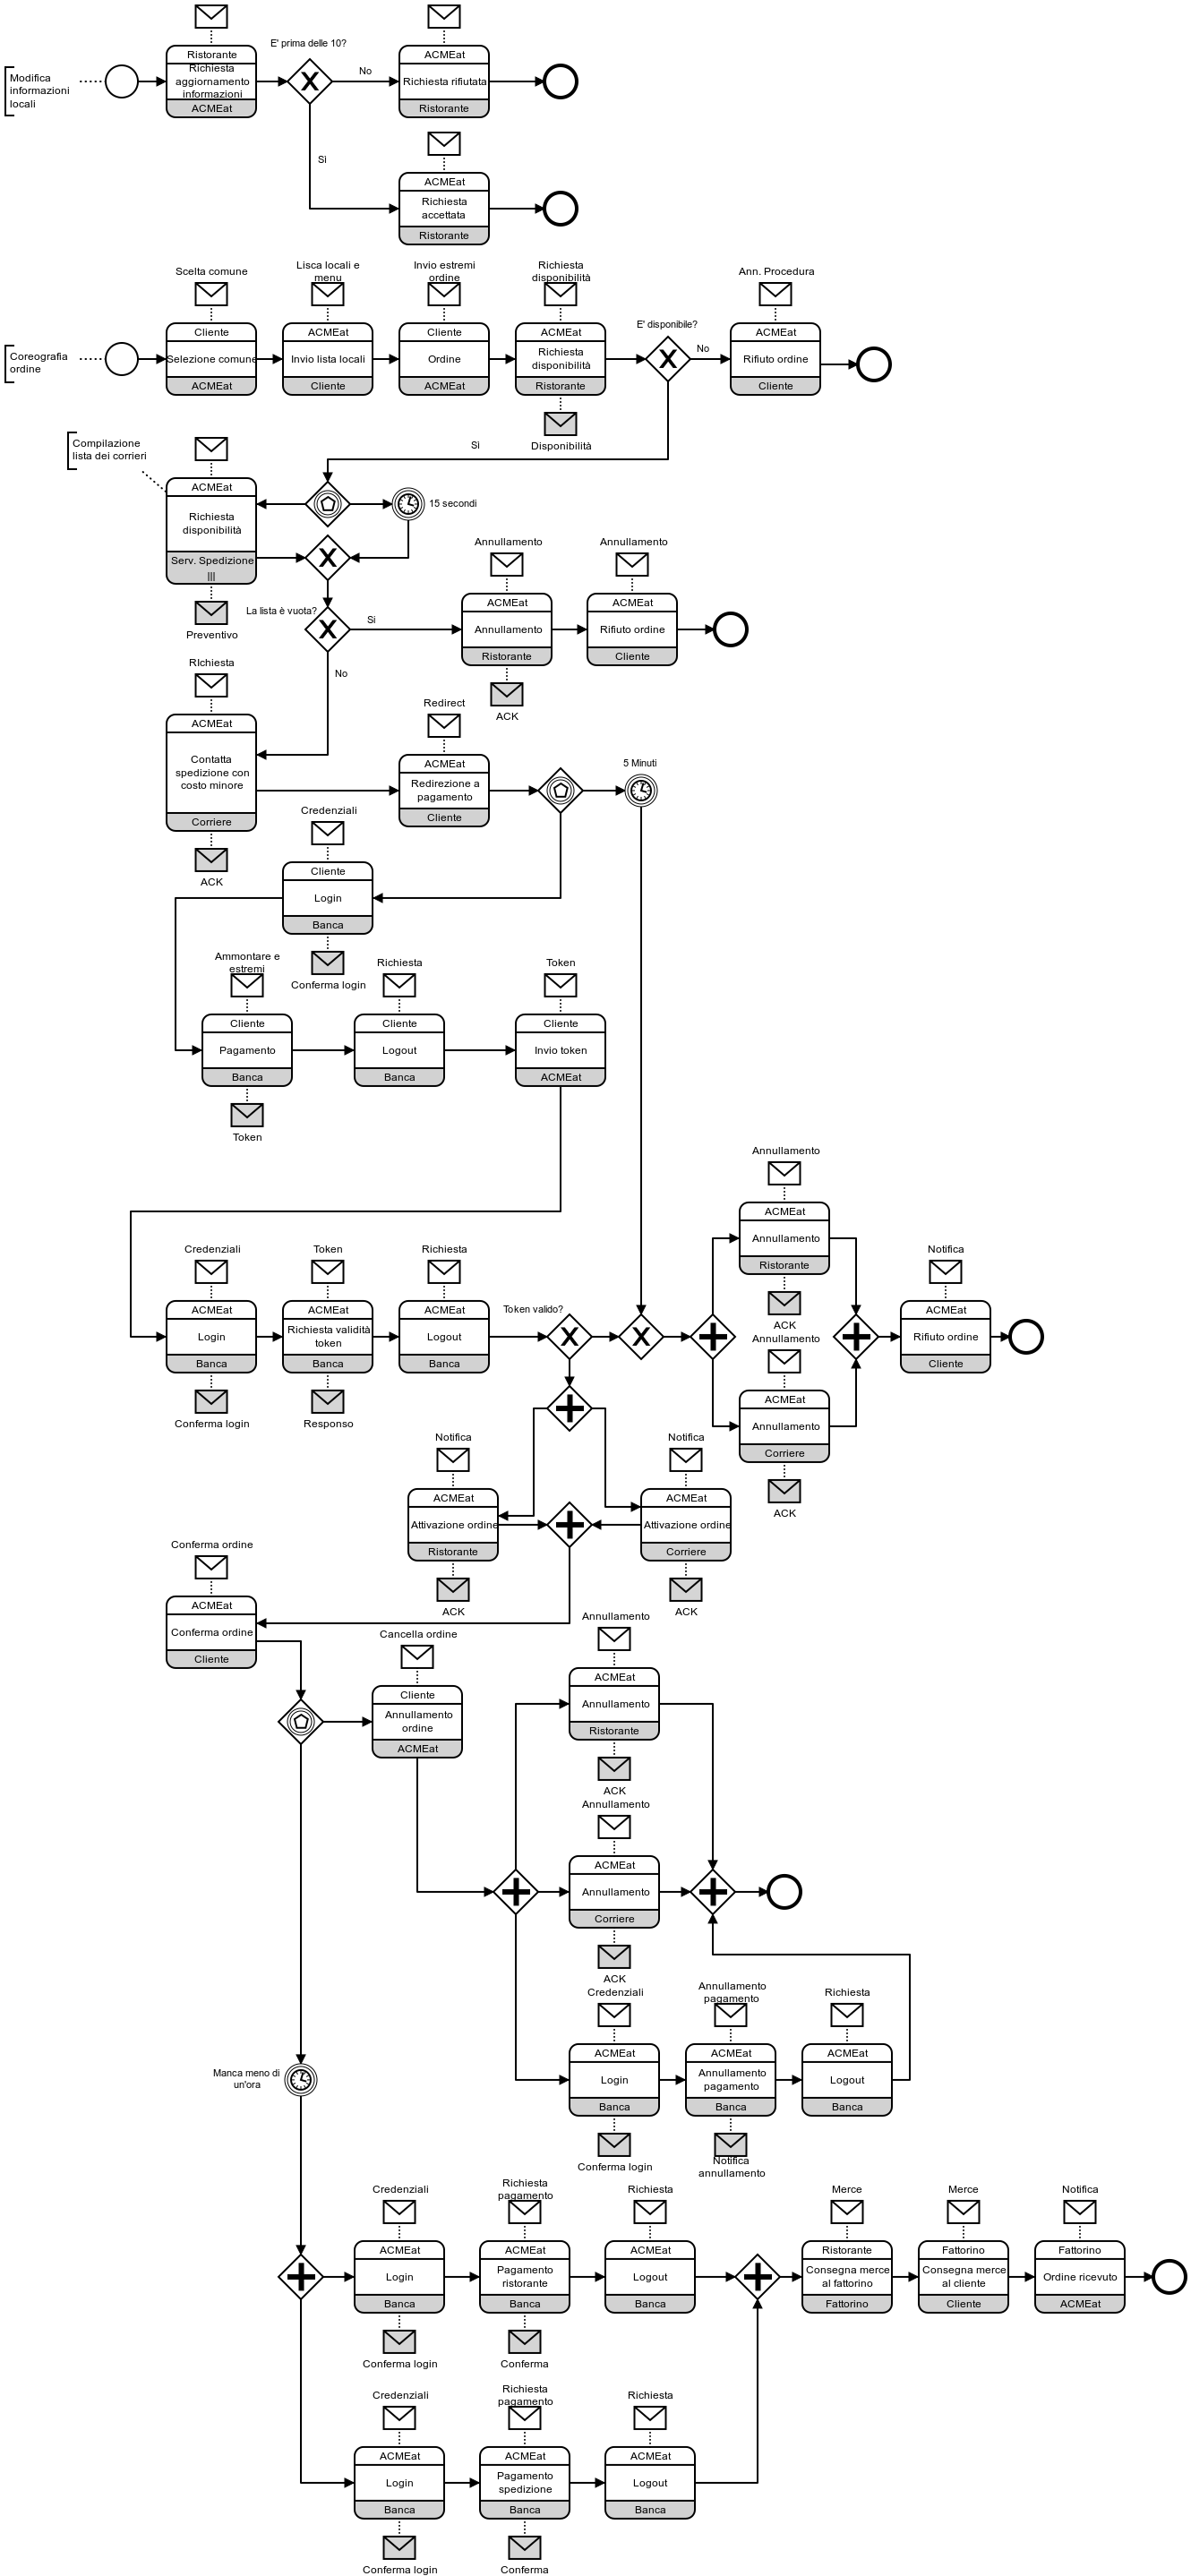 E' prima delle 10?
Modifica
informazioni
locali
Ristorante
Richiesta
aggiornamento
informazioni
ACMEat
No
ACMEat
Richiesta rifiutata
Ristorante
Sì
ACMEat
Richiesta
accettata
Ristorante
Scelta comune
Lisca locali e
menu
Invio estremi
ordine
Richiesta
disponibilità
Ann. Procedura
E' disponibile?
Coreografia
ordine
Cliente
Selezione comune
ACMEat
ACMEat
Invio lista locali
Cliente
Cliente
Ordine
ACMEat
ACMEat
Richiesta
disponibilità
Ristorante
No
ACMEat
Rifiuto ordine
Cliente
Disponibilità
Sì
Compilazione
lista dei corrieri
ACMEat
Richiesta
disponibilità
Serv. Spedizione
15 secondi
Preventivo
La lista è vuota?
Si
Annullamento
Annullamento
ACMEat
Annullamento
Ristorante
ACMEat
Rifiuto ordine
Cliente
ACK
No
RIchiesta
ACMEat
Contatta
spedizione con
costo minore
Corriere
ACK
Redirect
ACMEat
Redirezione a
pagamento
Cliente
5 Minuti
Credenziali
Cliente
Login
Banca
Conferma login
Ammontare e
estremi
Richiesta
Token
Cliente
Pagamento
Banca
Cliente
Logout
Banca
Cliente
Invio token
ACMEat
Token
Credenziali
Token
Richiesta
Token valido?
ACMEat
Login
Banca
ACMEat
Richiesta validità
token
Banca
ACMEat
Logout
Banca
Conferma login
Responso
Annullamento
ACMEat
Annullamento
Ristorante
ACK
Annullamento
ACMEat
Annullamento
Corriere
ACK
Notifica
ACMEat
Rifiuto ordine
Cliente
Notifica
ACMEat
Attivazione ordine
Ristorante
ACK
Notifica
ACMEat
Attivazione ordine
Corriere
ACK
Conferma ordine
ACMEat
Conferma ordine
Cliente
Cancella ordine
Cliente
Annullamento
ordine
ACMEat
Annullamento
ACMEat
Annullamento
Ristorante
ACK
Annullamento
ACMEat
Annullamento
Corriere
ACK
Credenziali
Annullamento
pagamento
Richiesta
ACMEat
Login
Banca
ACMEat
Annullamento
pagamento
Banca
ACMEat
Logout
Banca
Conferma login
Notifica
annullamento
Manca meno di
un'ora
Credenziali
Richiesta
pagamento
Richiesta
Merce
Merce
Notifica
ACMEat
Login
Banca
ACMEat
Pagamento
ristorante
Banca
ACMEat
Logout
Banca
Ristorante
Consegna merce
al fattorino
Fattorino
Fattorino
Consegna merce
al cliente
Cliente
Fattorino
Ordine ricevuto
ACMEat
Conferma login
Conferma
Credenziali
Richiesta
pagamento
Richiesta
ACMEat
Login
Banca
ACMEat
Pagamento
spedizione
Banca
ACMEat
Logout
Banca
Conferma login
Conferma